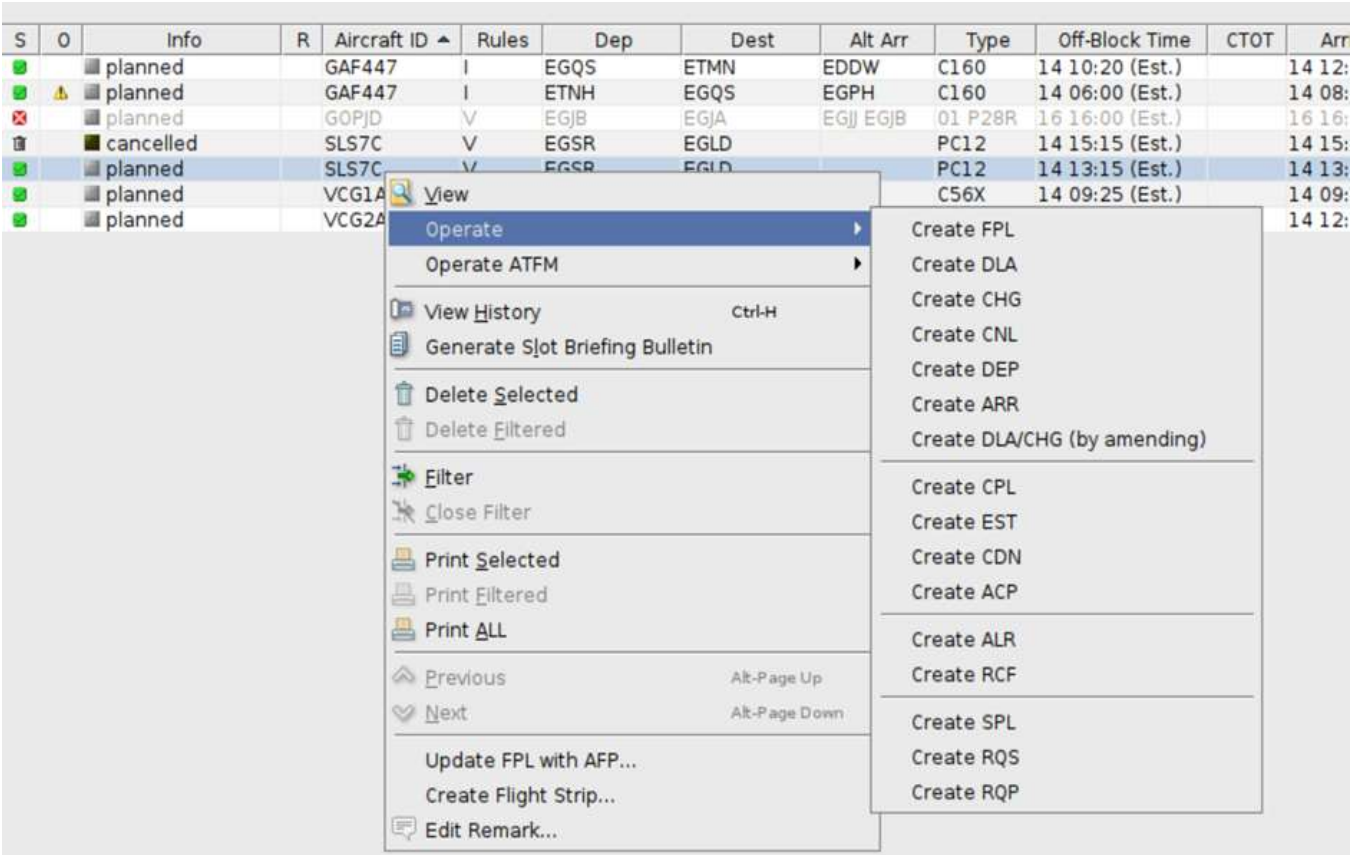 S O Info R Aircraft ID Rules Dep Dest Alt Arr Type Off-Block Time CTOT Arri
planned GAF447 I EGQS ETMN EDDW C160 14 10:20 (Est.) 14 12:
planned GAF447 I ETNH EGQS EGPH C160 14 06:00 (Est.) 14 08:
planned GOPJD V EGJB EGJA EGJJ EGJB 01 P28R 16 16:00 (Est.) 16 16:
cancelled SLS7C V EGSR EGLD PC12 14 15:15 (Est.) 14 15:
planned SLS7C V EGSR EGLD PC12 14 13:15 (Est.) 14 13:
planned VCG1A C56X 14 09:25 (Est.) 14 09:
planned VCG2A 14 12:
View
Operate
Operate ATFM
View History Ctrl-H
Generate Slot Briefing Bulletin
Delete Selected
Delete Filtered
Filter
Close Filter
Print Selected
Print Filtered
Print ALL
Previous Alt-Page Up
Next Alt-Page Down
Update FPL with AFP...
Create Flight Strip...
Edit Remark...
Create FPL
Create DLA
Create CHG
Create CNL
Create DEP
Create ARR
Create DLA/CHG (by amending)
Create CPL
Create EST
Create CDN
Create ACP
Create ALR
Create RCF
Create SPL
Create RQS
Create RQP